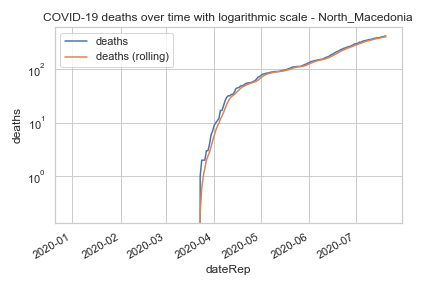 COVID-19 deaths over time with logarithmic scale - North_Macedonia
deaths
deaths (rolling)
10²
10¹
10⁰
deaths
2020-01
2020-02
2020-03
2020-04
2020-05
2020-06
2020-07
dateRep